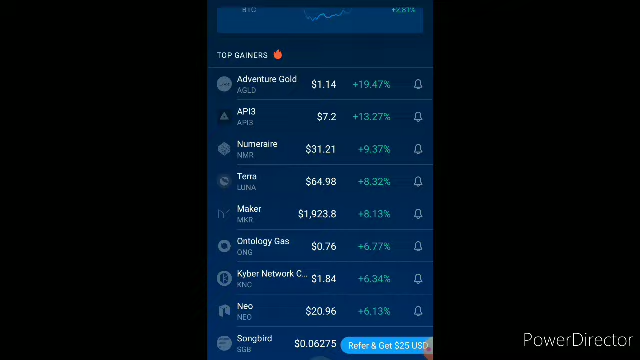 BTC +2.81%
TOP GAINERS
Adventure Gold $1.14 +19.47%
AGLD
API3 $7.2 +13.27%
API3
Numeraire $31.21 +9.37%
NMR
Terra $64.98 +8.32%
LUNA
Maker $1,923.8 +8.13%
MKR
Ontology Gas $0.76 +6.77%
ONG
Kyber Network C... $1.84 +6.34%
KNC
Neo $20.96 +6.13%
NEO
Songbird $0.06275 Refer & Get $25 USD
SGB
PowerDirector